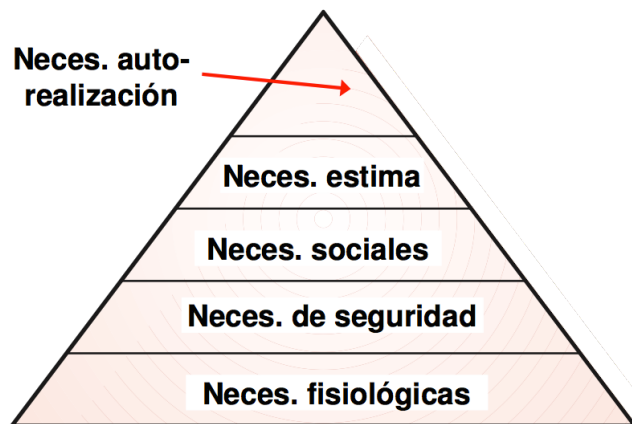 Neces. auto-
realización
Neces. estima
Neces. sociales
Neces. de seguridad
Neces. fisiológicas